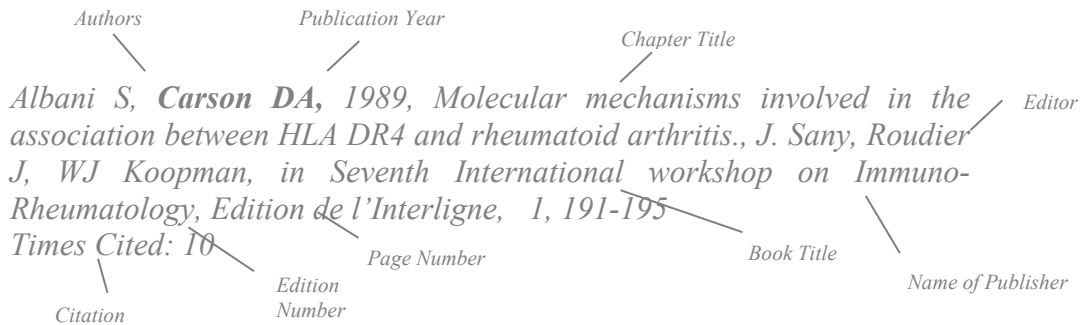 Authors
Publication Year
Chapter Title
Albani S, Carson DA, 1989, Molecular mechanisms involved in the
Editor
association between HLA DR4 and rheumatoid arthritis., J. Sany, Roudier
J, WJ Koopman, in Seventh International workshop on Immuno-
Rheumatology, Edition de l’Interligne, 1, 191-195
Times Cited: 10
Page Number
Book Title
Edition
Number
Name of Publisher
Citation